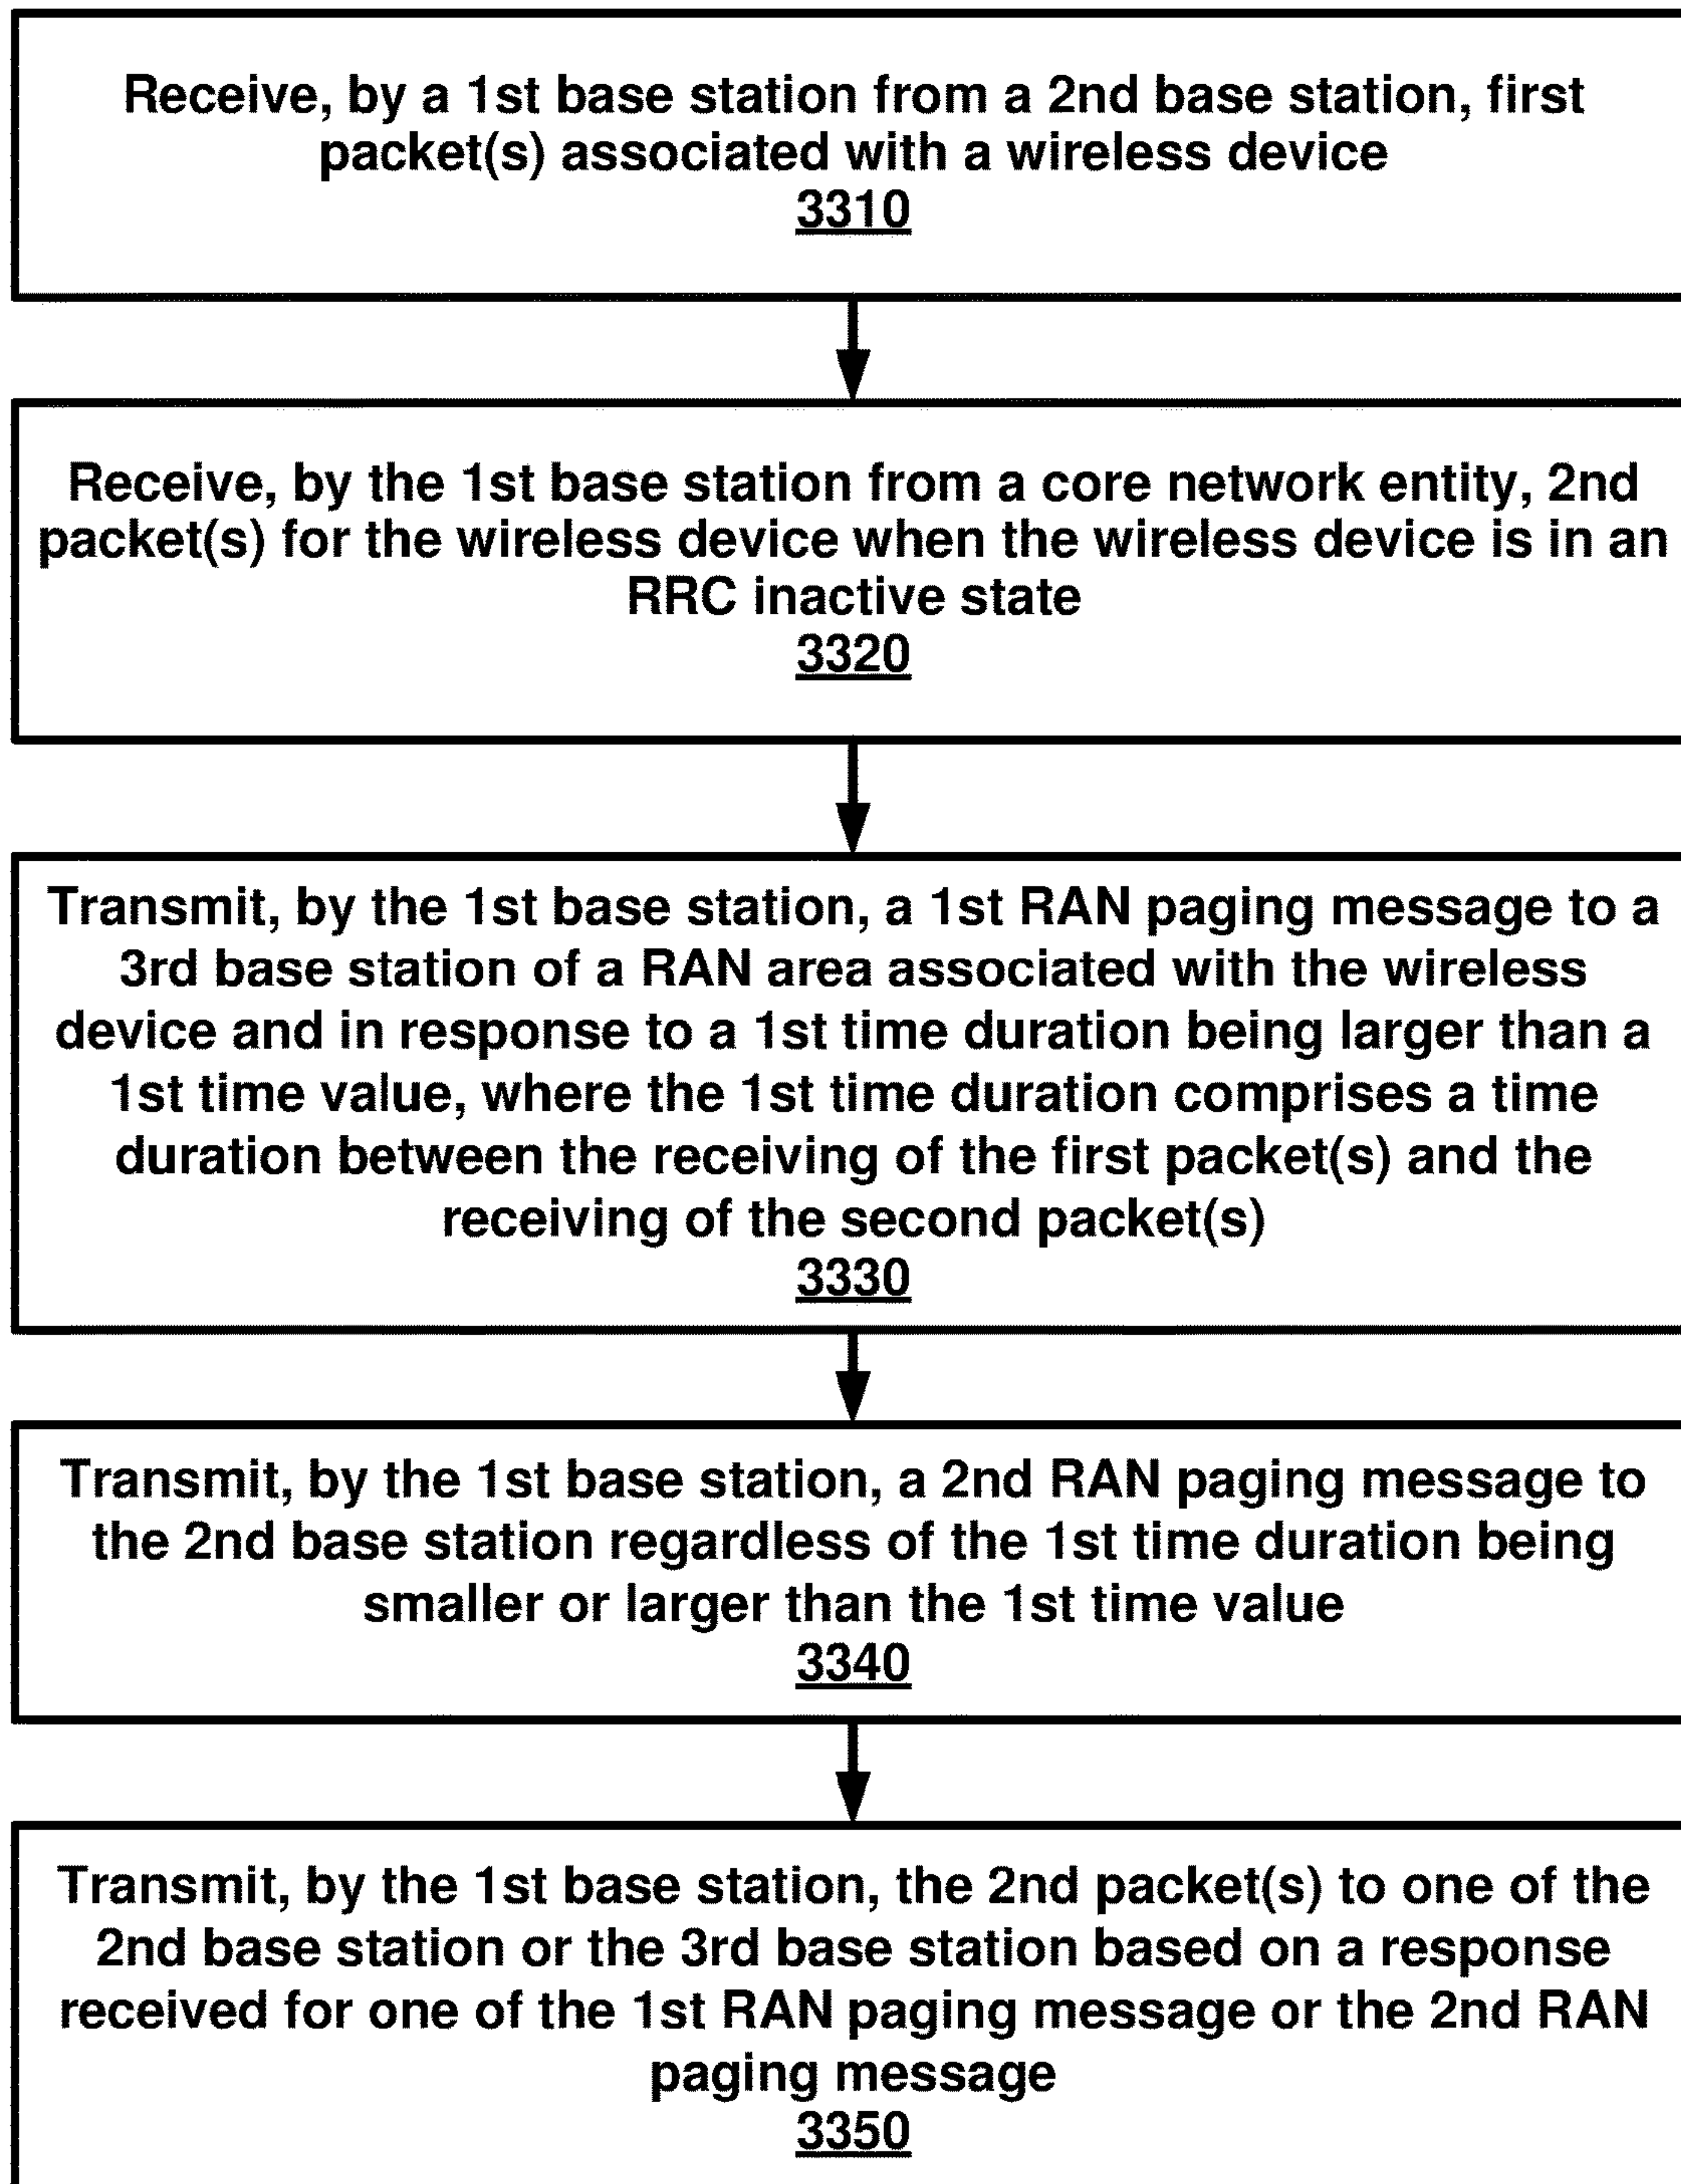 Receive, by a 1st base station from a 2nd base station, first
packet(s) associated with a wireless device
3310
Receive, by the 1st base station from a core network entity, 2nd
packet(s) for the wireless device when the wireless device is in an
RRC inactive state
3320
Transmit, by the 1st base station, a 1st RAN paging message to a
3rd base station of a RAN area associated with the wireless
device and in response to a 1st time duration being larger than a
1st time value, where the 1st time duration comprises a time
duration between the receiving of the first packet(s) and the
receiving of the second packet(s)
3330
Transmit, by the 1st base station, a 2nd RAN paging message to
the 2nd base station regardless of the 1st time duration being
smaller or larger than the 1st time value
3340
Transmit, by the 1st base station, the 2nd packet(s) to one of the
2nd base station or the 3rd base station based on a response
received for one of the 1st RAN paging message or the 2nd RAN
paging message
3350